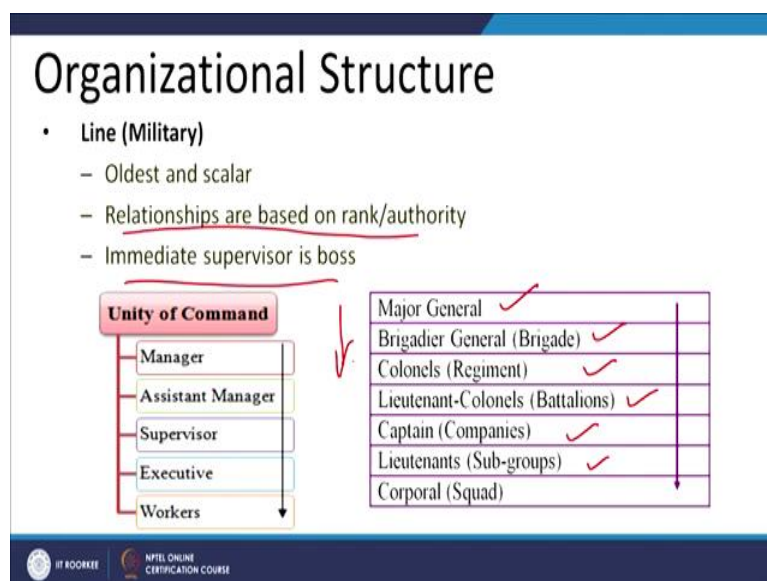 Organizational Structure
• Line (Military)
– Oldest and scalar
– Relationships are based on rank/authority
– Immediate supervisor is boss
Unity of Command
Manager
Assistant Manager
Supervisor
Executive
Workers
Major General
Brigadier General (Brigade)
Colonels (Regiment)
Lieutenant-Colonels (Battalions)
Captain (Companies)
Lieutenants (Sub-groups)
Corporal (Squad)
IIT ROORKEE
NPTEL ONLINE
CERTIFICATION COURSE